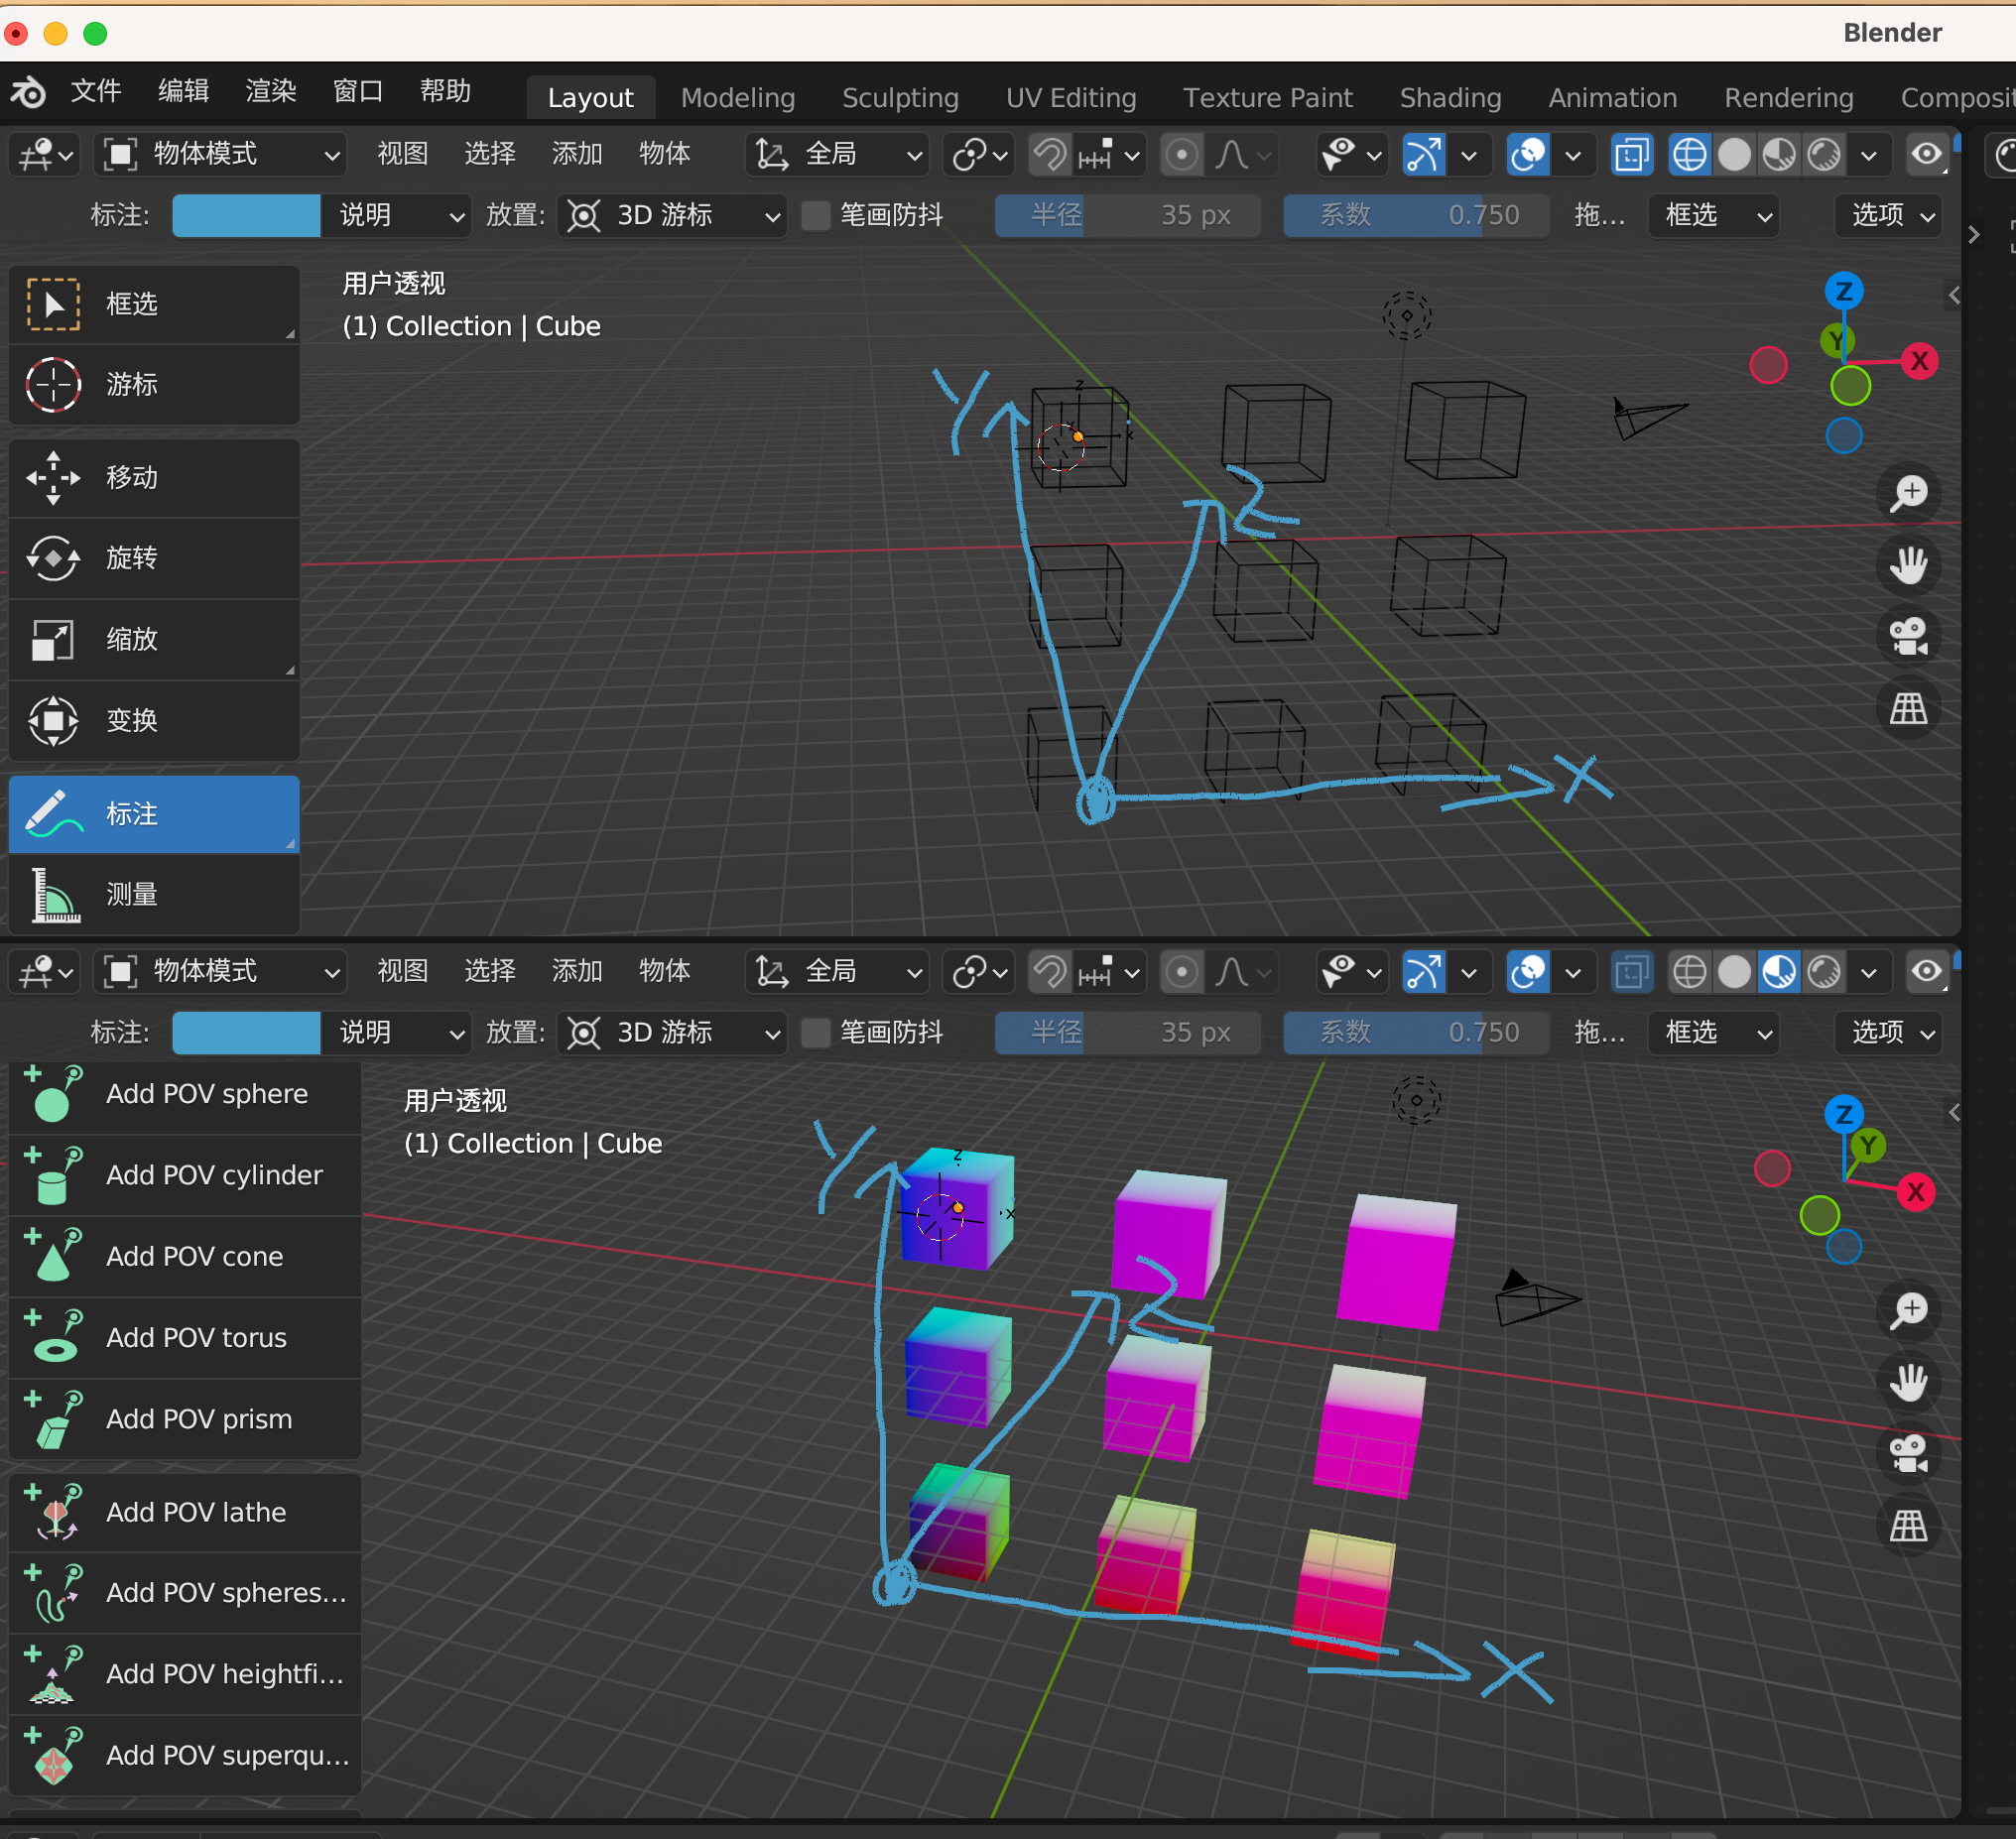 Blender
文件 编辑 渲染 窗口 帮助 Layout Modeling Sculpting UV Editing Texture Paint Shading Animation Rendering Composit
物体模式 视图 选择 添加 物体 全局
标注: 说明 放置: 3D 游标 笔画防抖 半径 35 px 系数 0.750 拖... 框选 选项
用户透视
(1) Collection | Cube
框选
游标
移动
旋转
缩放
变换
标注
测量
Z
Y
X
Y
Z
X
z
x
物体模式 视图 选择 添加 物体 全局
标注: 说明 放置: 3D 游标 笔画防抖 半径 35 px 系数 0.750 拖... 框选 选项
用户透视
(1) Collection | Cube
Add POV sphere
Add POV cylinder
Add POV cone
Add POV torus
Add POV prism
Add POV lathe
Add POV spheres...
Add POV heightfi...
Add POV superqu...
Z
Y
X
Y
Z
X
z
x